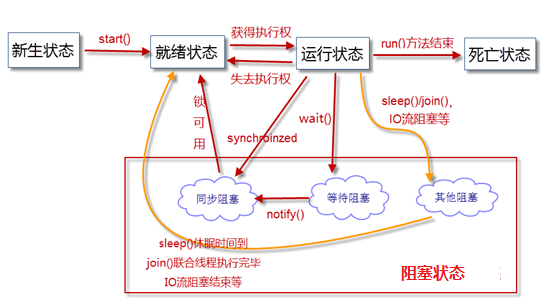 新生状态
start()
就绪状态
获得执行权
失去执行权
运行状态
run()方法结束
死亡状态
锁
可
用
synchroinzed
wait()
sleep()/join(),
IO流阻塞等
同步阻塞
notify()
等待阻塞
其他阻塞
sleep()休眠时间到
join()联合线程执行完毕
IO流阻塞结束等
阻塞状态